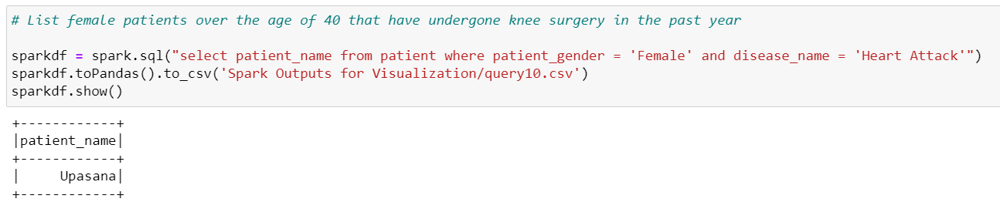 # List female patients over the age of 40 that have undergone knee surgery in the past year
sparkdf = spark.sql("select patient_name from patient where patient_gender = 'Female' and disease_name = 'Heart Attack'")
sparkdf.toPandas().to_csv('Spark Outputs for Visualization/query10.csv')
sparkdf.show()
+------------+
|patient_name|
+------------+
|     Upasana|
+------------+